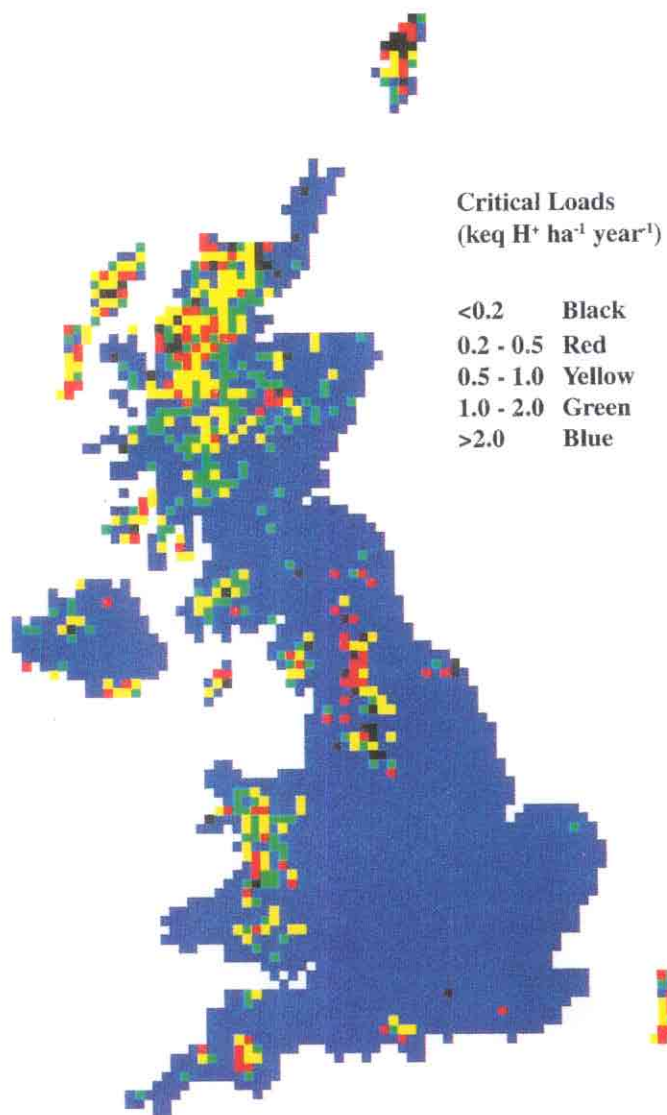 Critical Loads
(keq H⁺ ha⁻¹ year⁻¹)
<0.2 Black
0.2 - 0.5 Red
0.5 - 1.0 Yellow
1.0 - 2.0 Green
>2.0 Blue